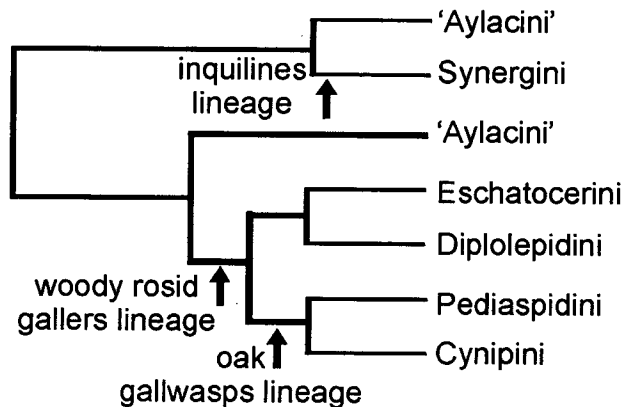 ‘Aylacini’
inquilines
lineage
Synergini
‘Aylacini’
Eschatocerini
Diplolepidini
woody rosid
gallers lineage
Pediaspidini
oak
gallwasps lineage
Cynipini